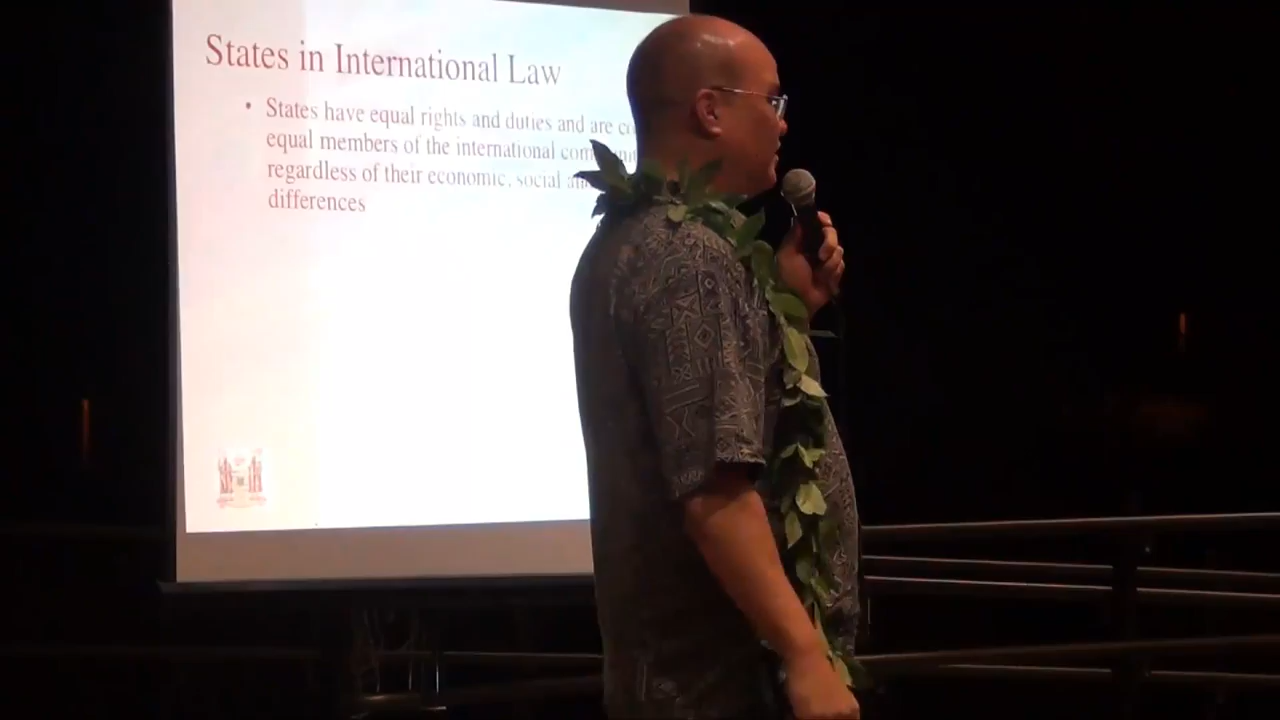 States in International Law
• States have equal rights and duties and are
equal members of the international
regardless of their economic, social
differences